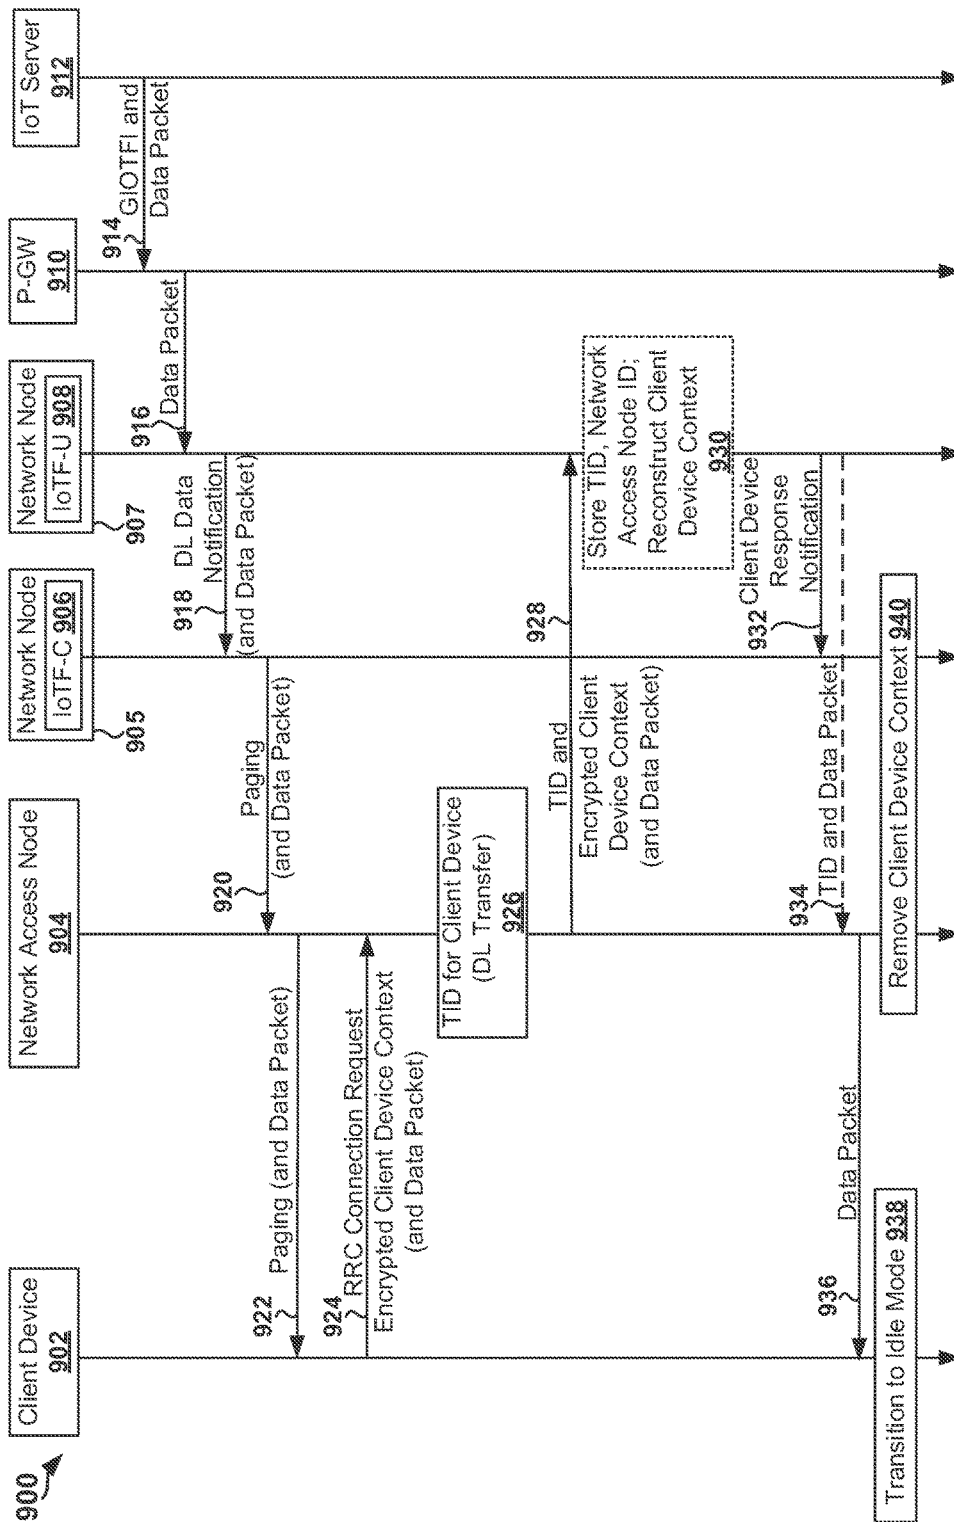 900
Client Device
902
Network Access Node
904
Network Node
IoTF-C 906
905
Network Node
IoTF-U 908
907
P-GW
910
IoT Server
912
914
GIOTFI and
Data Packet
916
Data Packet
918
DL Data
Notification
(and Data Packet)
920
Paging
(and Data Packet)
922
Paging (and Data Packet)
924
RRC Connection Request
Encrypted Client Device Context
(and Data Packet)
TID for Client Device
(DL Transfer)
926
928
TID and
Encrypted Client
Device Context
(and Data Packet)
Store TID, Network
Access Node ID;
Reconstruct Client
Device Context
930
932
Client Device
Response
Notification
934
TID and Data Packet
936
Data Packet
Transition to Idle Mode 938
Remove Client Device Context 940